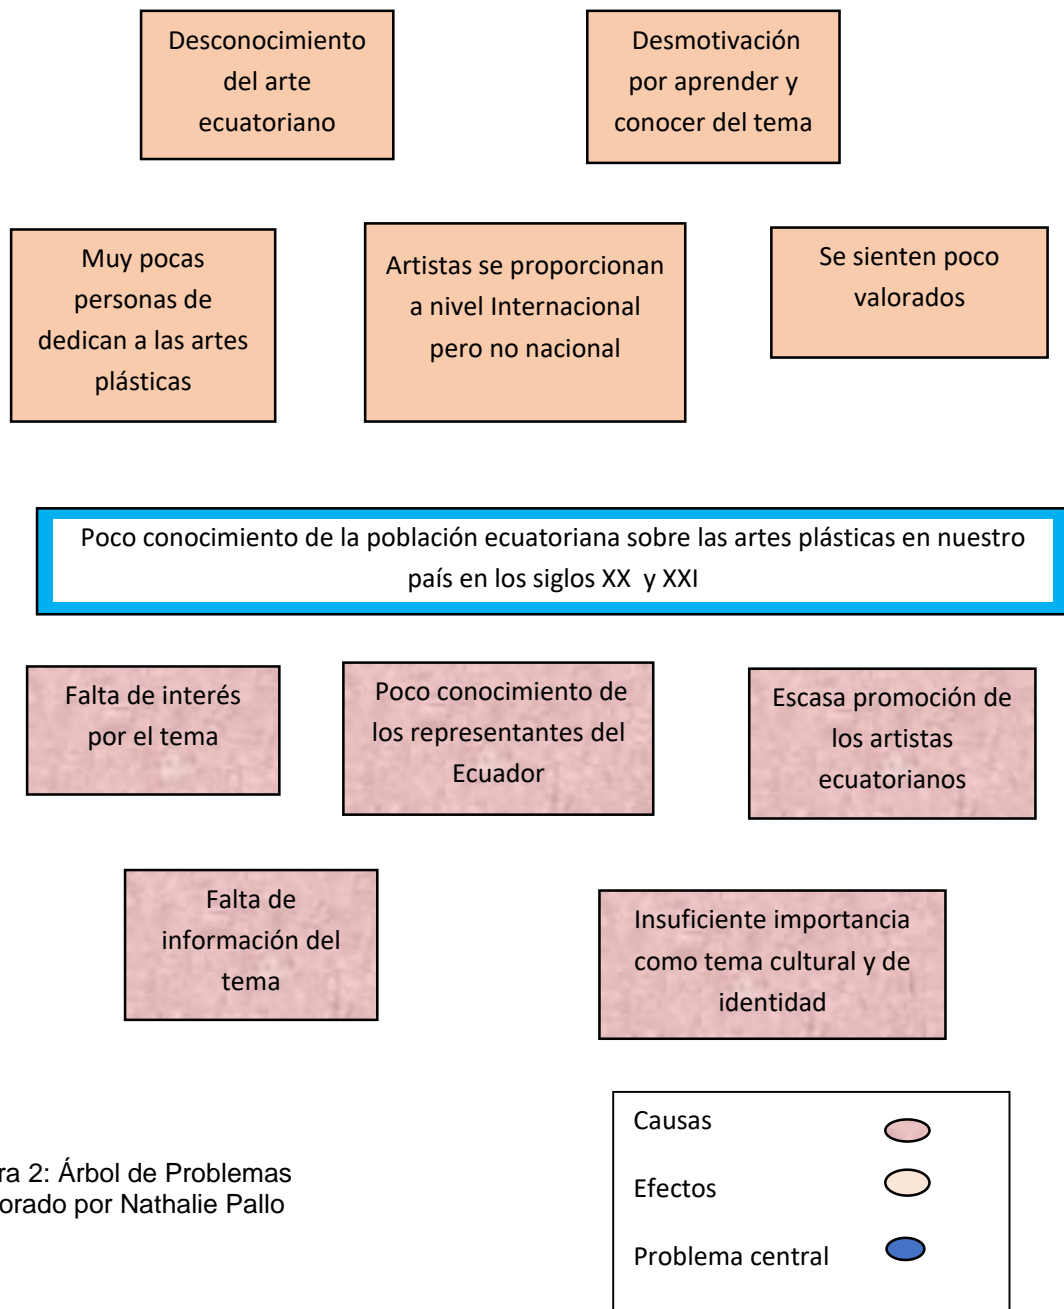 Desconocimiento
del arte
ecuatoriano
Desmotivación
por aprender y
conocer del tema
Muy pocas
personas de
dedican a las artes
plásticas
Artistas se proporcionan
a nivel Internacional
pero no nacional
Se sienten poco
valorados
Poco conocimiento de la población ecuatoriana sobre las artes plásticas en nuestro
país en los siglos XX y XXI
Falta de interés
por el tema
Poco conocimiento de
los representantes del
Ecuador
Escasa promoción de
los artistas
ecuatorianos
Falta de
información del
tema
Insuficiente importancia
como tema cultural y de
identidad
Causas
Efectos
Problema central
ra 2: Árbol de Problemas
orado por Nathalie Pallo